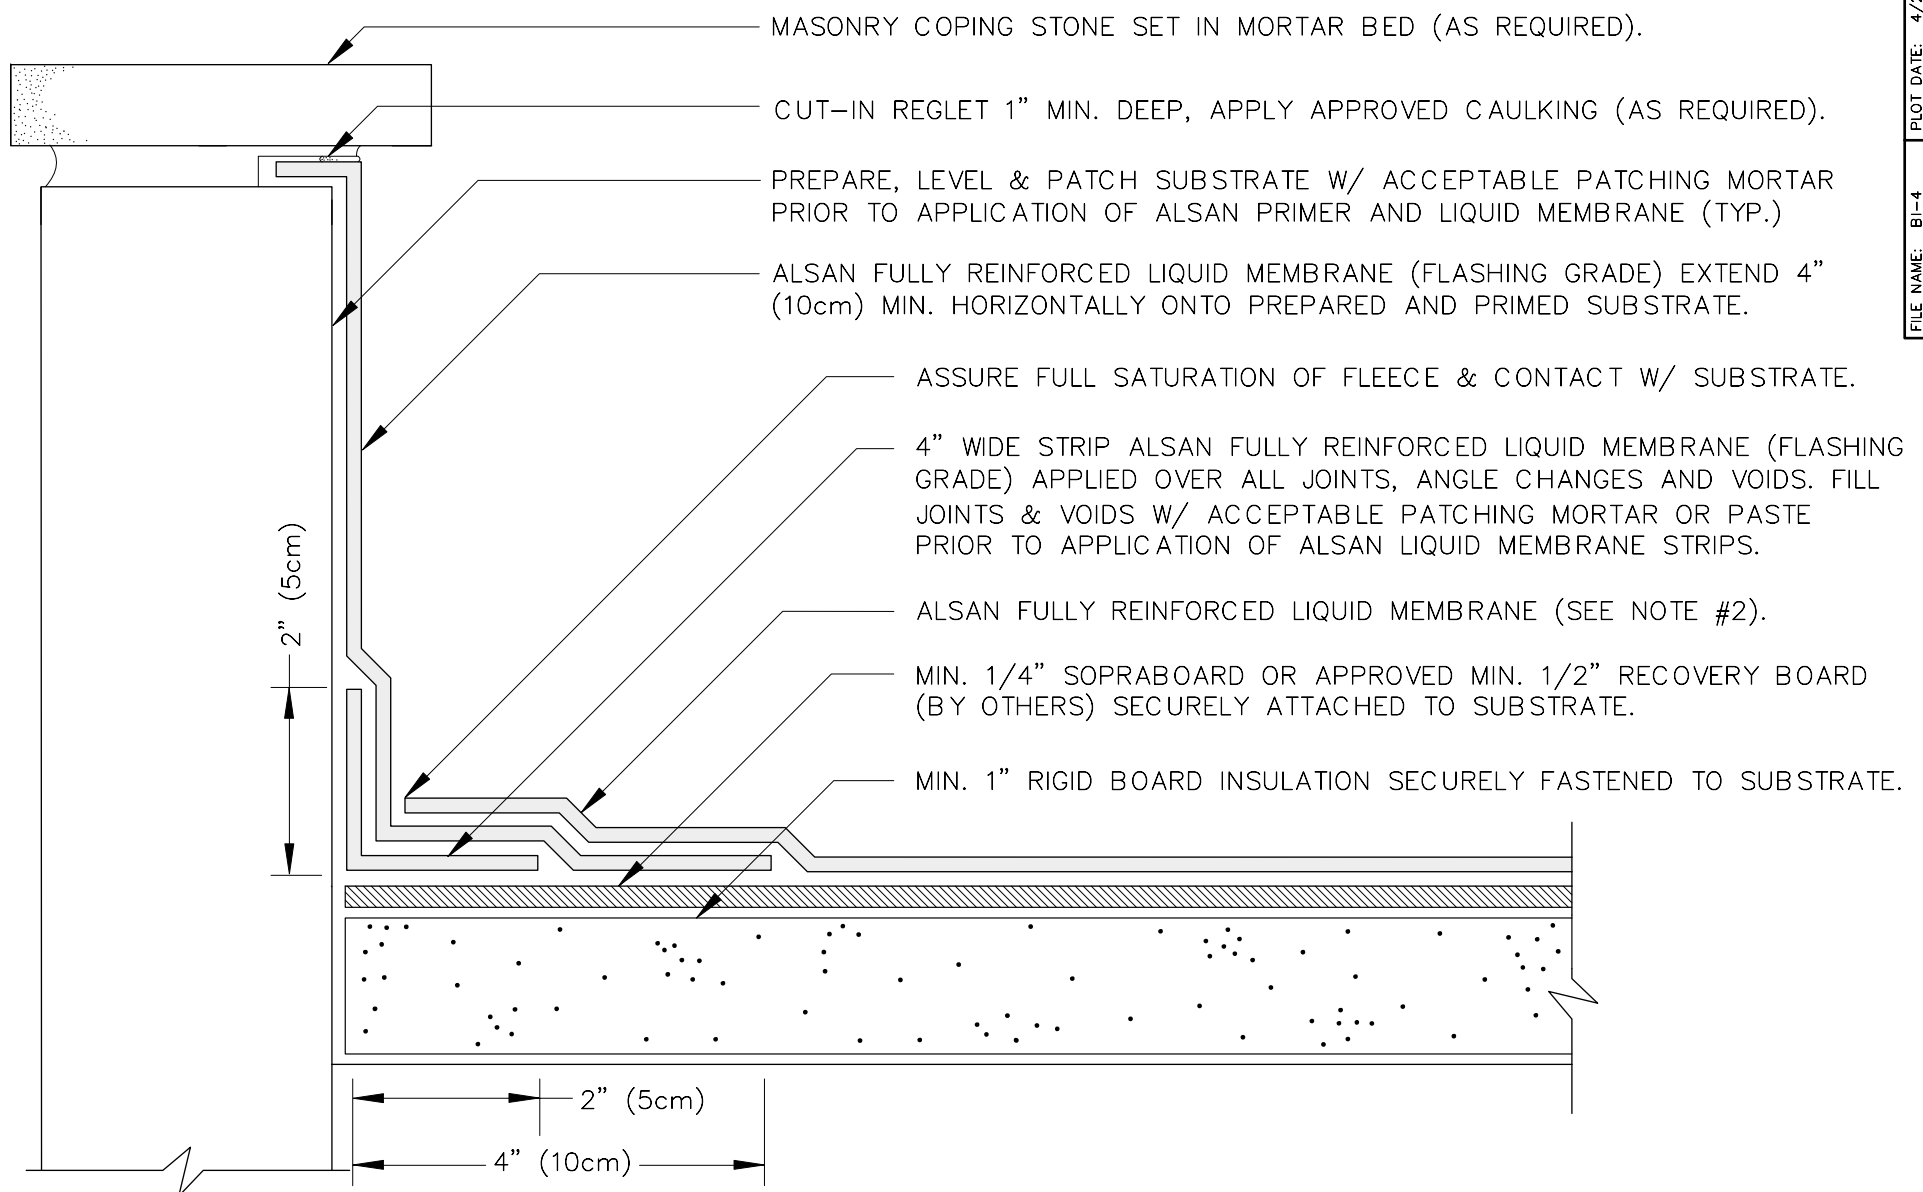 MASONRY COPING STONE SET IN MORTAR BED (AS REQUIRED).
CUT-IN REGLET 1" MIN. DEEP, APPLY APPROVED CAULKING (AS REQUIRED).
PREPARE, LEVEL & PATCH SUBSTRATE W/ ACCEPTABLE PATCHING MORTAR
PRIOR TO APPLICATION OF ALSAN PRIMER AND LIQUID MEMBRANE (TYP.)
ALSAN FULLY REINFORCED LIQUID MEMBRANE (FLASHING GRADE) EXTEND 4"
(10cm) MIN. HORIZONTALLY ONTO PREPARED AND PRIMED SUBSTRATE.
ASSURE FULL SATURATION OF FLEECE & CONTACT W/ SUBSTRATE.
4" WIDE STRIP ALSAN FULLY REINFORCED LIQUID MEMBRANE (FLASHING
GRADE) APPLIED OVER ALL JOINTS, ANGLE CHANGES AND VOIDS. FILL
JOINTS & VOIDS W/ ACCEPTABLE PATCHING MORTAR OR PASTE
PRIOR TO APPLICATION OF ALSAN LIQUID MEMBRANE STRIPS.
ALSAN FULLY REINFORCED LIQUID MEMBRANE (SEE NOTE #2).
MIN. 1/4" SOPRABOARD OR APPROVED MIN. 1/2" RECOVERY BOARD
(BY OTHERS) SECURELY ATTACHED TO SUBSTRATE.
MIN. 1" RIGID BOARD INSULATION SECURELY FASTENED TO SUBSTRATE.
2" (5cm)
2" (5cm)
4" (10cm)
FILE NAME: BI-4
PLOT DATE: